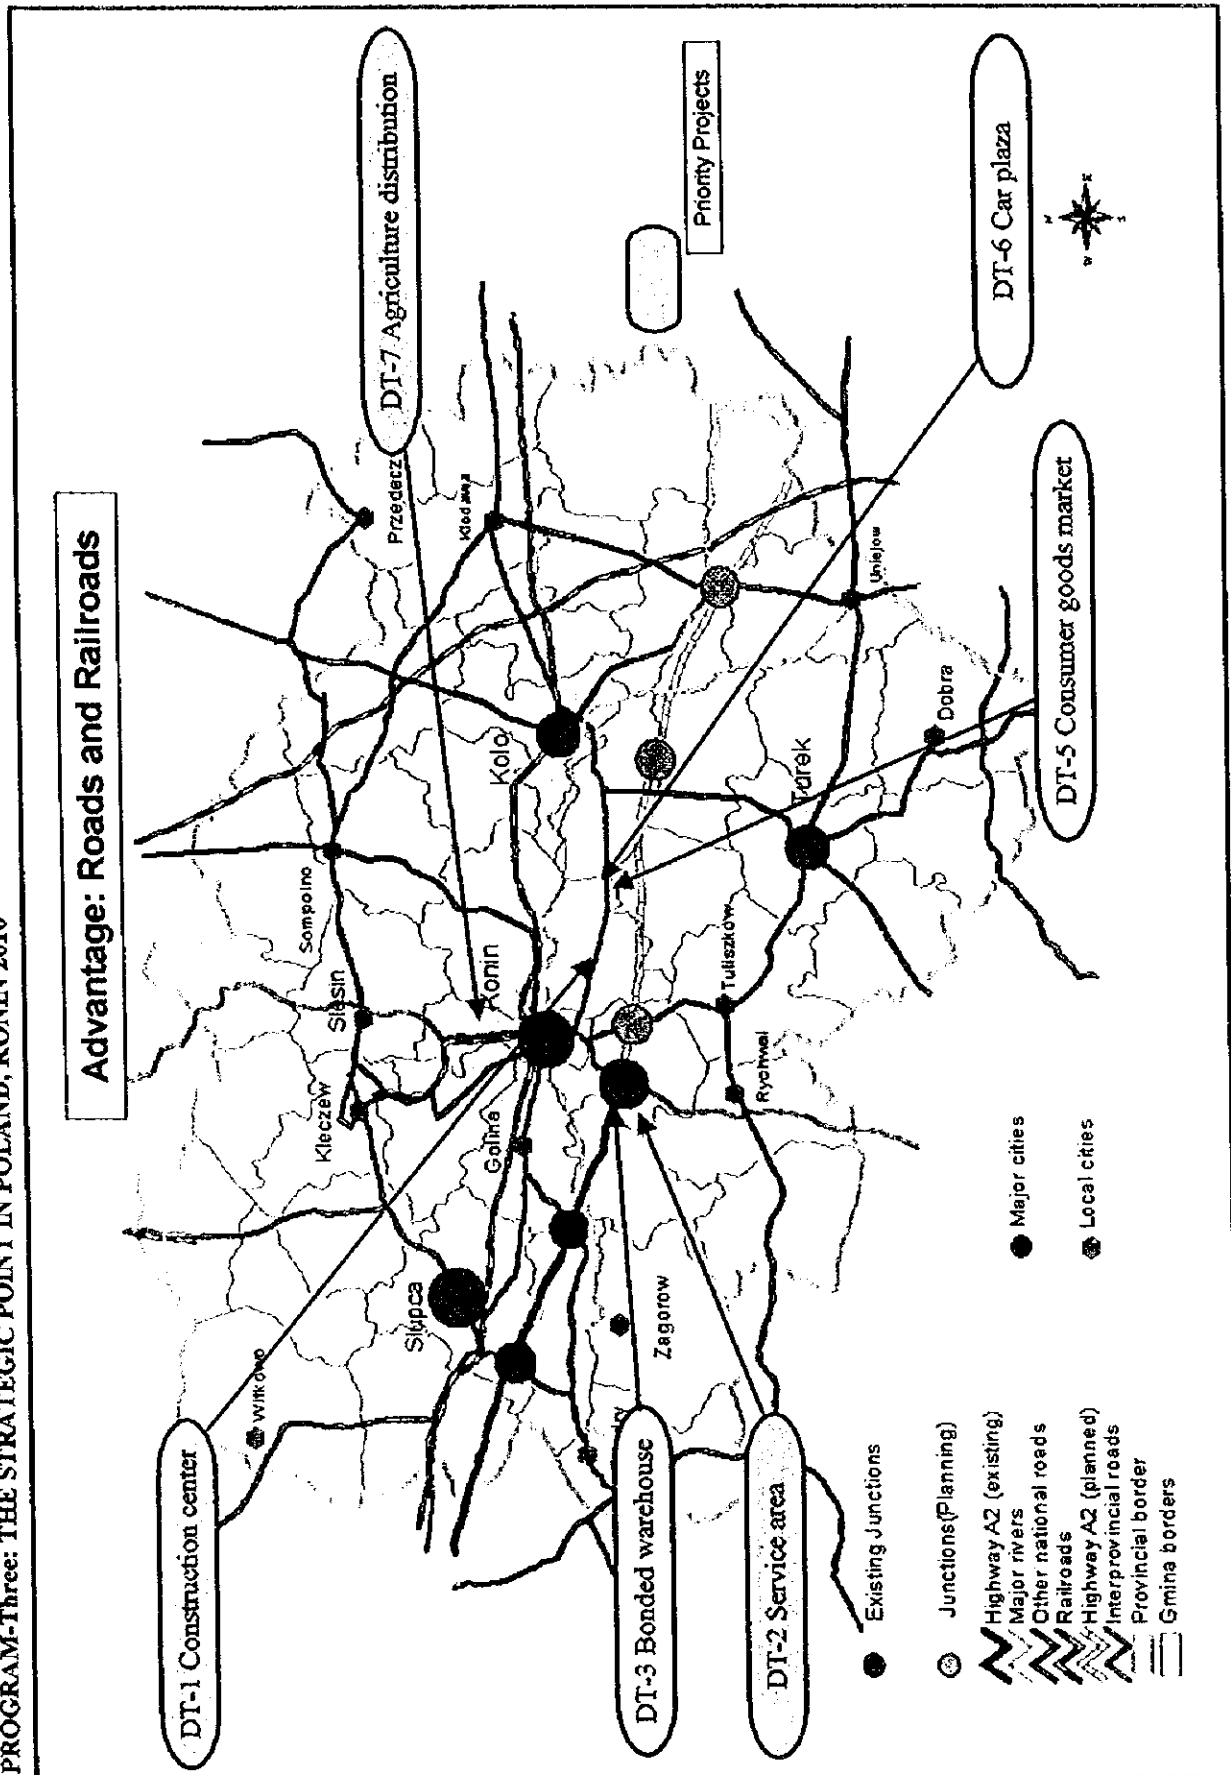 PROGRAM-Three: THE STRATEGIC POINT IN POLAND, KONIN 2010
Advantage: Roads and Railroads
DT-7 Agriculture distribution
Priority Projects
DT-6 Car plaza
DT-5 Consumer goods market
DT-1 Construction center
DT-3 Bonded warehouse
DT-2 Service area
Przedecz
Klodawa
Uniejow
Dobra
Kolo
Turek
Sompolno
Slesin
Konin
Tuliszkow
Kleczew
Golina
Rychwal
Slupca
Zagorow
Witkowo
N
W
E
S
Major cities
Local cities
Existing Junctions
Junctions(Planning)
Highway A2 (existing)
Major rivers
Other national roads
Railroads
Highway A2 (planned)
Interprovincial roads
Provincial border
Gmina borders